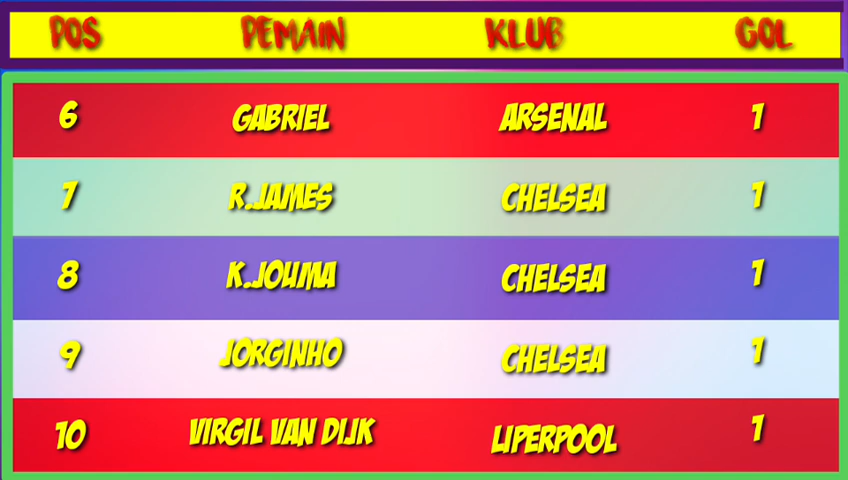 POS PEMAIN KLUB GOL
6 GABRIEL ARSENAL 1
7 R.JAMES CHELSEA 1
8 K.JOUMA CHELSEA 1
9 JORGINHO CHELSEA 1
10 VIRGIL VAN DIJK LIPERPOOL 1